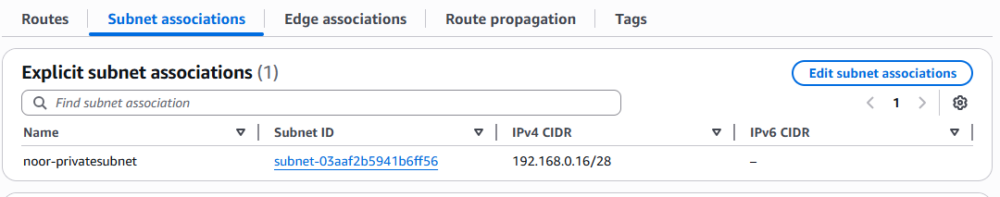 Routes Subnet associations Edge associations Route propagation Tags
Explicit subnet associations (1) Edit subnet associations
Find subnet association 1
Name Subnet ID IPv4 CIDR IPv6 CIDR
noor-privatesubnet subnet-03aaf2b5941b6ff56 192.168.0.16/28 –